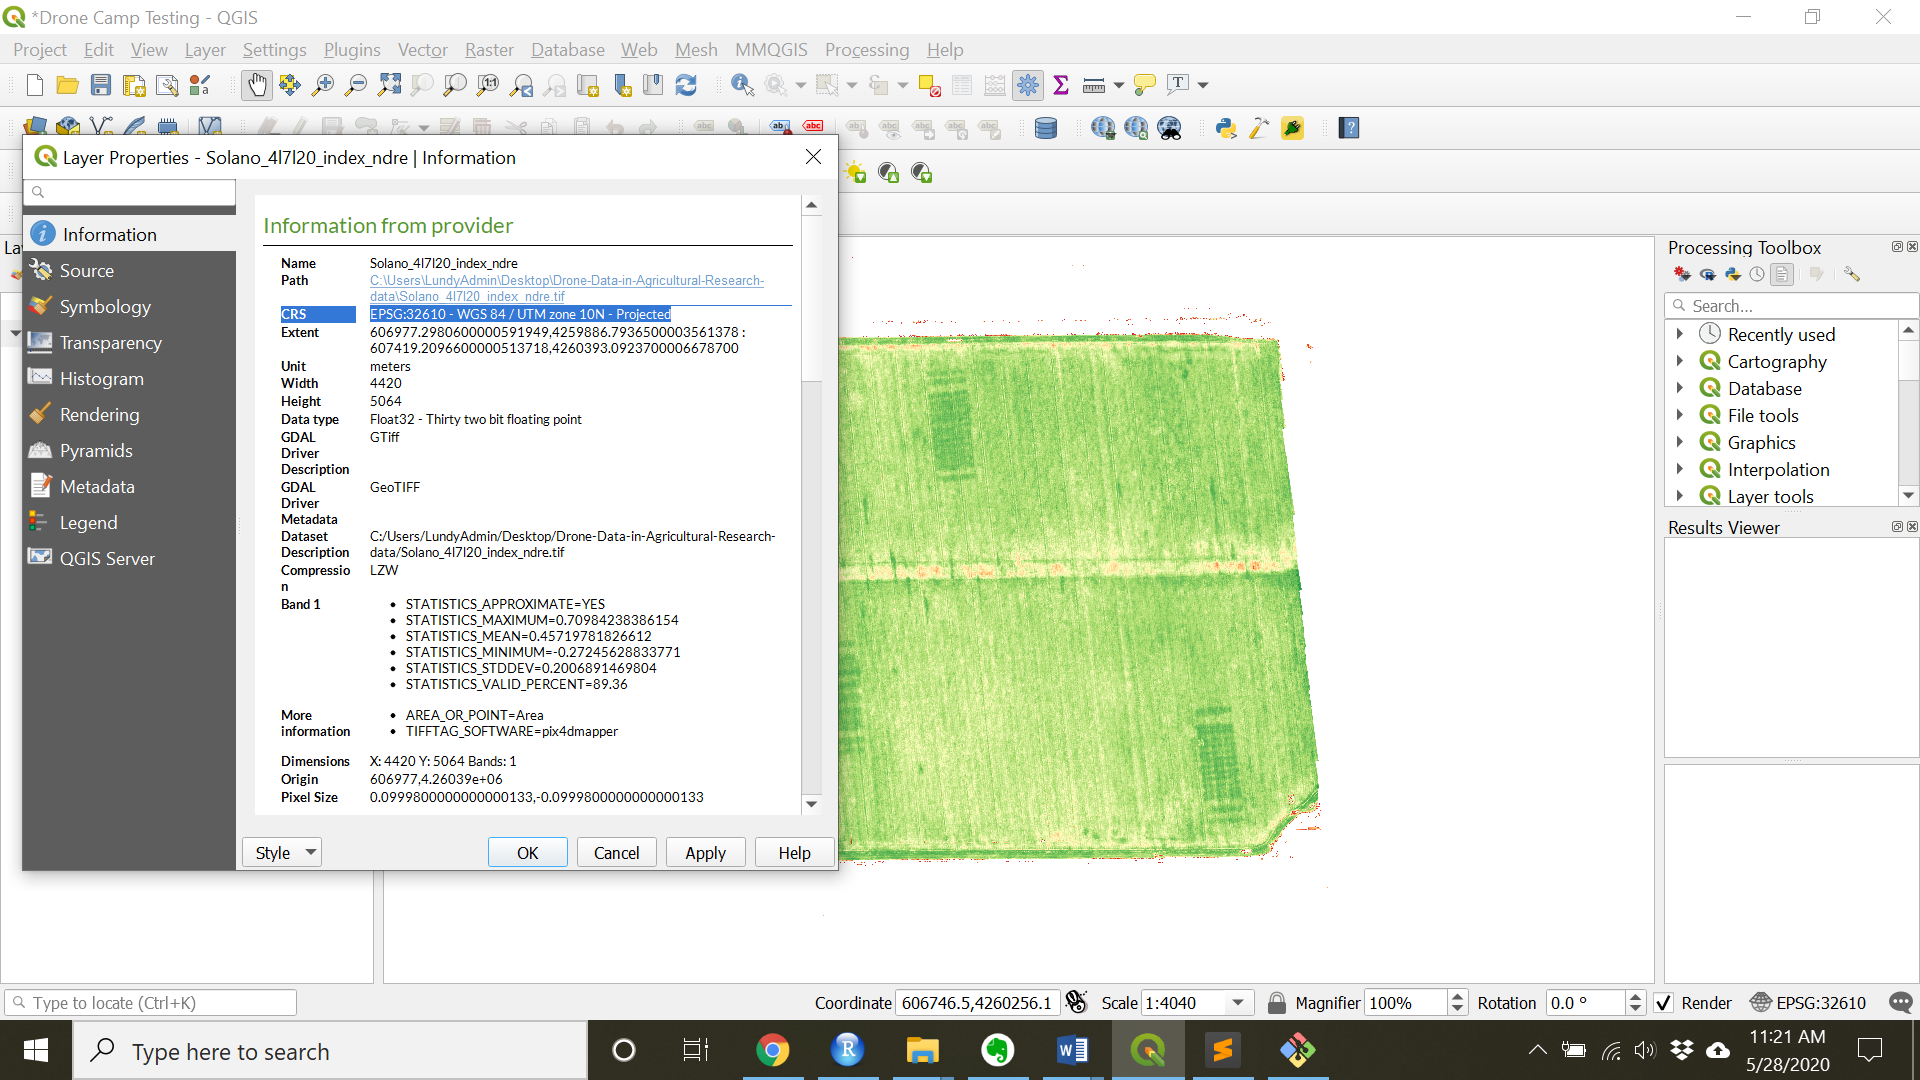 *Drone Camp Testing - QGIS
Project Edit View Layer Settings Plugins Vector Raster Database Web Mesh MMQGIS Processing Help
Layer Properties - Solano_4l7l20_index_ndre | Information
Information
Source
Symbology
Transparency
Histogram
Rendering
Pyramids
Metadata
Legend
QGIS Server
Information from provider
Name Solano_4l7l20_index_ndre
Path C:\Users\LundyAdmin\Desktop\Drone-Data-in-Agricultural-Research-
data\Solano_4l7l20_index_ndre.tif
CRS EPSG:32610 - WGS 84 / UTM zone 10N - Projected
Extent 606977.2980600000591949,4259886.7936500003561378 :
607419.2096600000513718,4260393.0923700006678700
Unit meters
Width 4420
Height 5064
Data type Float32 - Thirty two bit floating point
GDAL GTiff
Driver
Description
GDAL GeoTIFF
Driver
Metadata
Dataset C:/Users/LundyAdmin/Desktop/Drone-Data-in-Agricultural-Research-
Description data/Solano_4l7l20_index_ndre.tif
Compressio LZW
n
Band 1 • STATISTICS_APPROXIMATE=YES
• STATISTICS_MAXIMUM=0.70984238386154
• STATISTICS_MEAN=0.45719781826612
• STATISTICS_MINIMUM=-0.27245628833771
• STATISTICS_STDDEV=0.2006891469804
• STATISTICS_VALID_PERCENT=89.36
More • AREA_OR_POINT=Area
information • TIFFTAG_SOFTWARE=pix4dmapper
Dimensions X: 4420 Y: 5064 Bands: 1
Origin 606977,4.26039e+06
Pixel Size 0.0999800000000000133,-0.0999800000000000133
Style OK Cancel Apply Help
La
Processing Toolbox
Search...
Recently used
Cartography
Database
File tools
Graphics
Interpolation
Layer tools
Results Viewer
Type to locate (Ctrl+K) Coordinate 606746.5,4260256.1 Scale 1:4040 Magnifier 100% Rotation 0.0 ° Render EPSG:32610
Type here to search
11:21 AM
5/28/2020